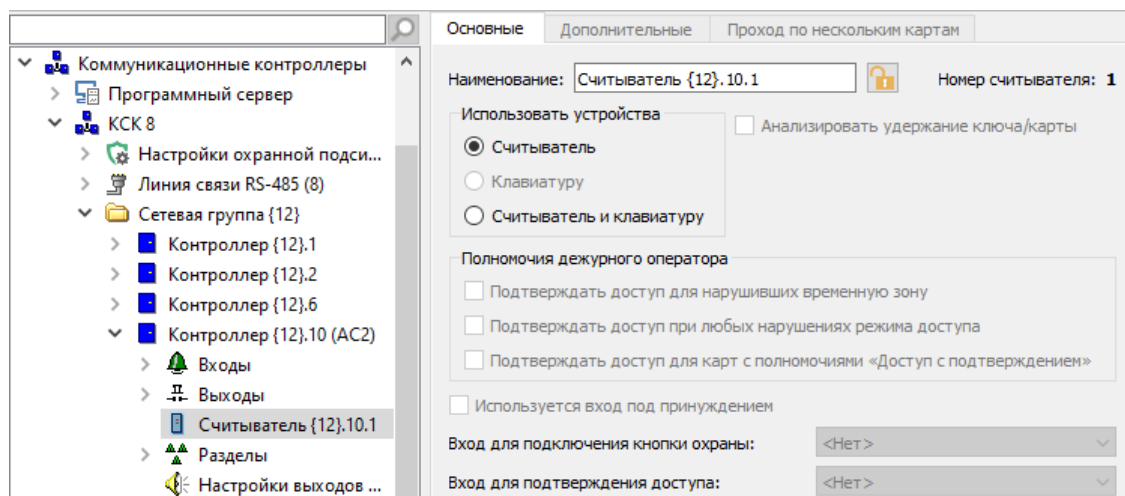 Коммуникационные контроллеры
Программный сервер
КСК 8
Настройки охранной подси...
Линия связи RS-485 (8)
Сетевая группа {12}
Контроллер {12}.1
Контроллер {12}.2
Контроллер {12}.6
Контроллер {12}.10 (AC2)
Входы
Выходы
Считыватель {12}.10.1
Разделы
Настройки выходов ...
Основные Дополнительные Проход по нескольким картам
Наименование: Считыватель {12}.10.1 Номер считывателя: 1
Использовать устройства
Анализировать удержание ключа/карты
Считыватель
Клавиатуру
Считыватель и клавиатуру
Полномочия дежурного оператора
Подтверждать доступ для нарушивших временную зону
Подтверждать доступ при любых нарушениях режима доступа
Подтверждать доступ для карт с полномочиями «Доступ с подтверждением»
Используется вход под принуждением
Вход для подключения кнопки охраны: <Нет>
Вход для подтверждения доступа: <Нет>